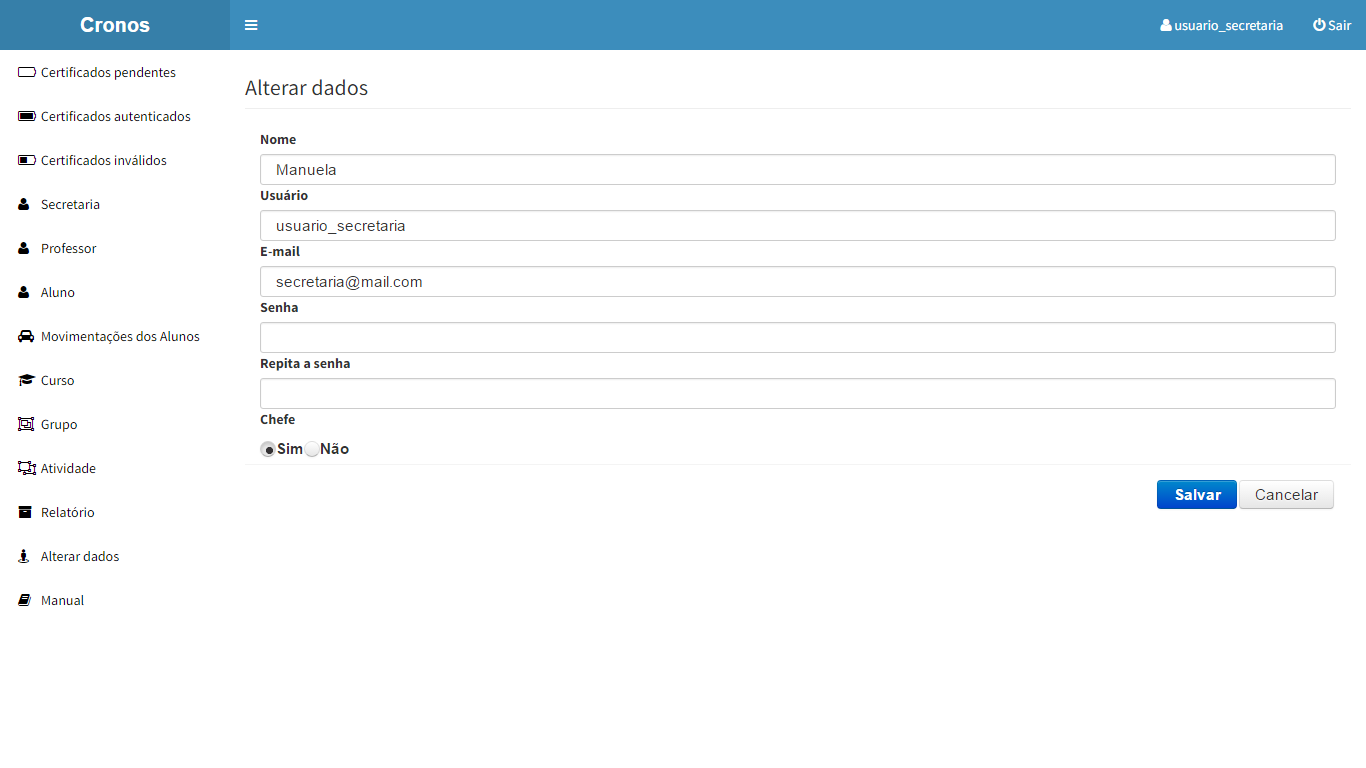 Cronos
usuario_secretaria
Sair
Certificados pendentes
Certificados autenticados
Certificados inválidos
Secretaria
Professor
Aluno
Movimentações dos Alunos
Curso
Grupo
Atividade
Relatório
Alterar dados
Manual
Alterar dados
Nome
Manuela
Usuário
usuario_secretaria
E-mail
secretaria@mail.com
Senha
Repita a senha
Chefe
Sim Não
Salvar Cancelar